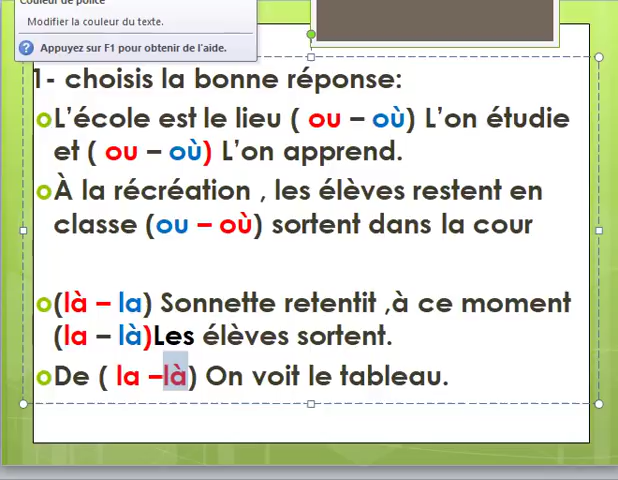 Couleur de police
Modifier la couleur du texte.
Appuyez sur F1 pour obtenir de l'aide.
1- choisis la bonne réponse:
L'école est le lieu ( ou – où) L'on étudie
et ( ou – où) L'on apprend.
À la récréation , les élèves restent en
classe (ou – où) sortent dans la cour
(là – la) Sonnette retentit ,à ce moment
(la – là)Les élèves sortent.
De ( la –là) On voit le tableau.